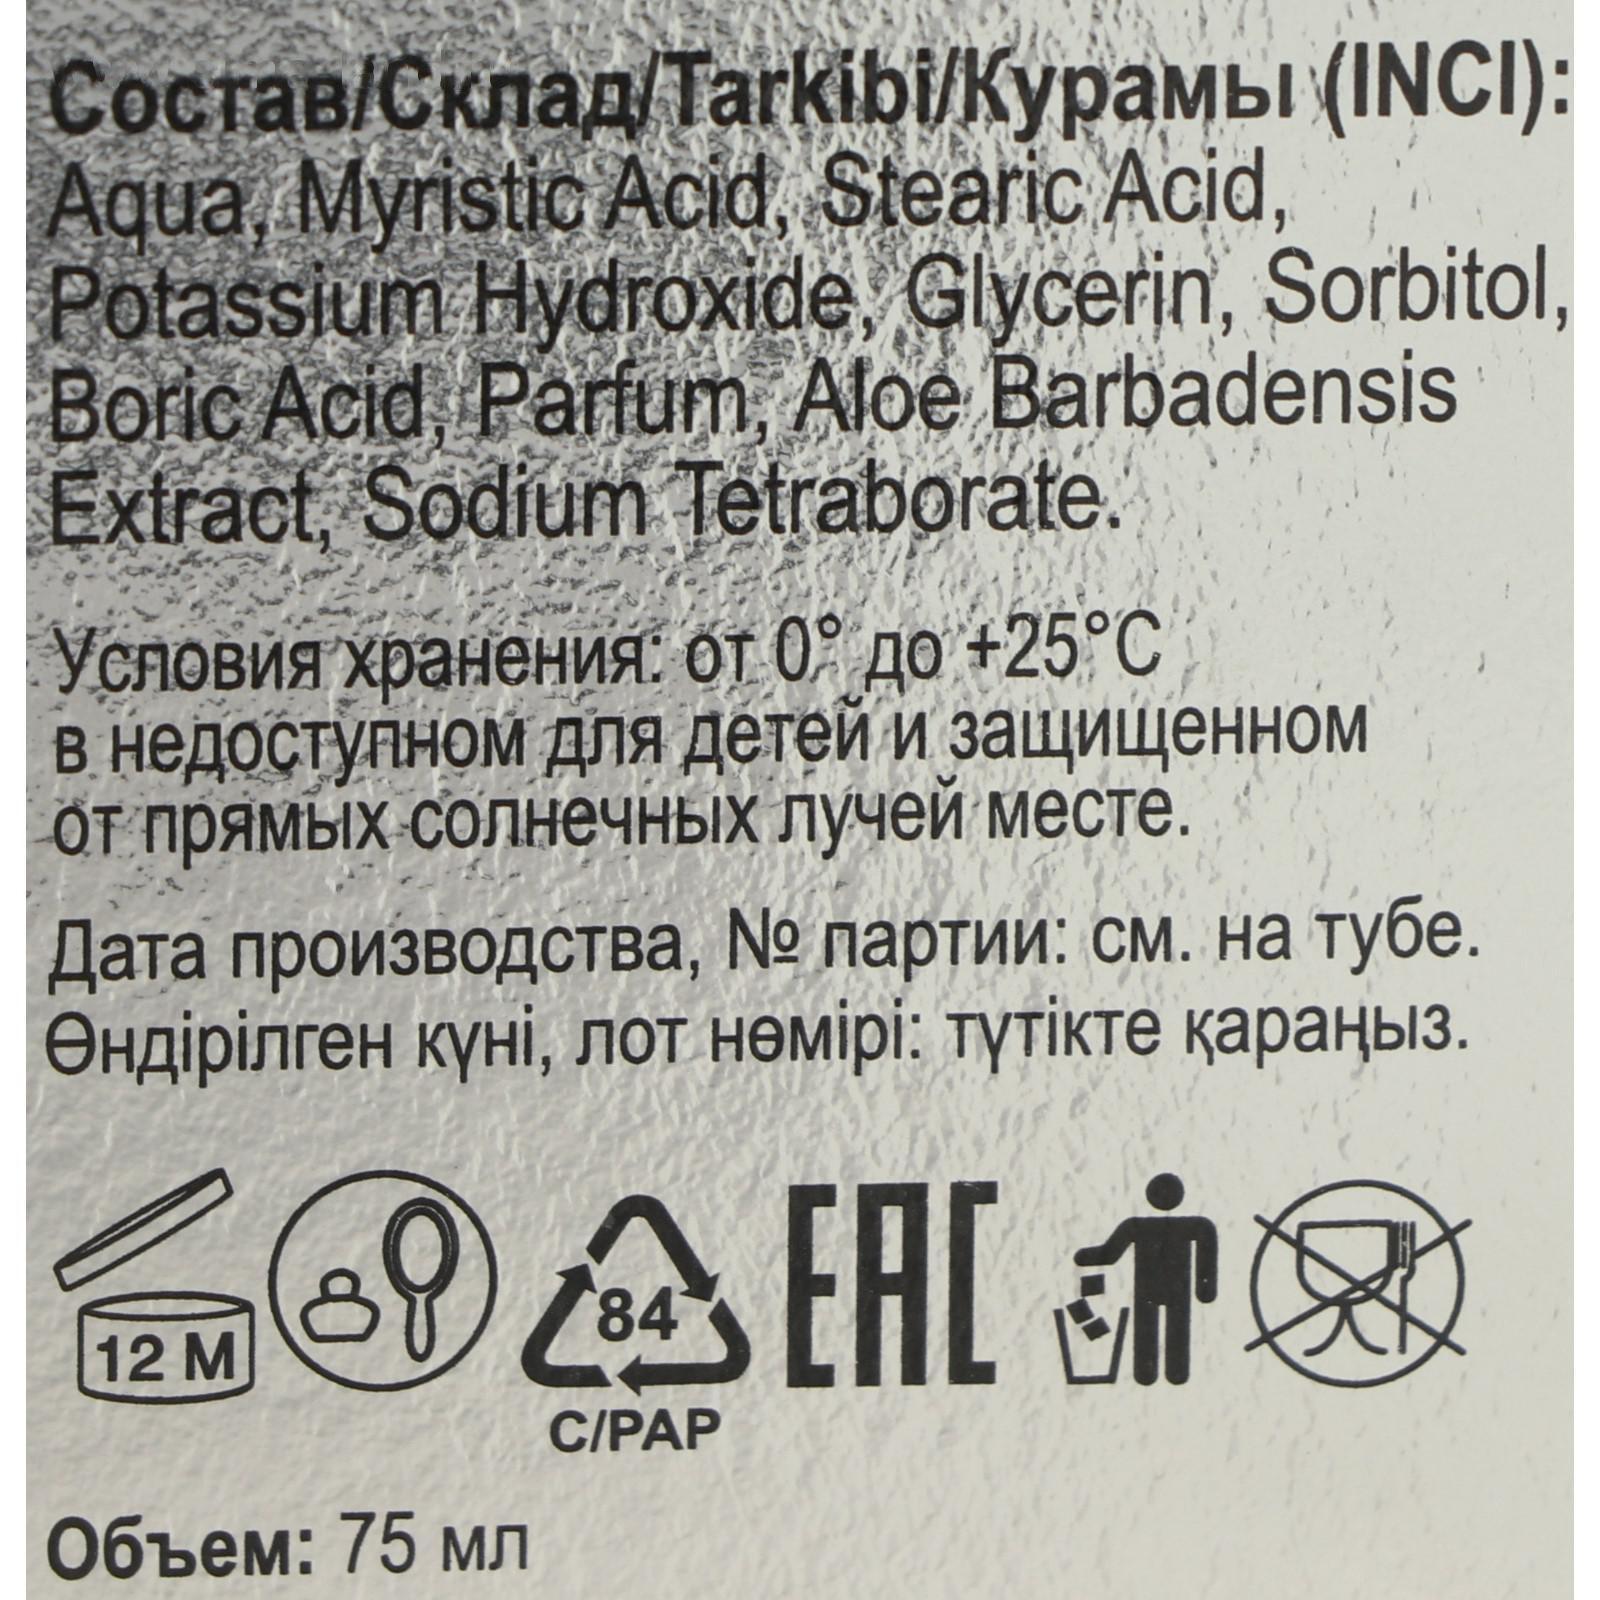 Состав/Склад/Tarkibi/Курамы (INCI):
Aqua, Myristic Acid, Stearic Acid,
Potassium Hydroxide, Glycerin, Sorbitol,
Boric Acid, Parfum, Aloe Barbadensis
Extract, Sodium Tetraborate.
Условия хранения: от 0° до +25°C
в недоступном для детей и защищенном
от прямых солнечных лучей месте.
Дата производства, № партии: см. на тубе.
Өндірілген күні, лот нөмірі: түтікте қараңыз.
12 M
84
C/PAP
EAC
Объем: 75 мл